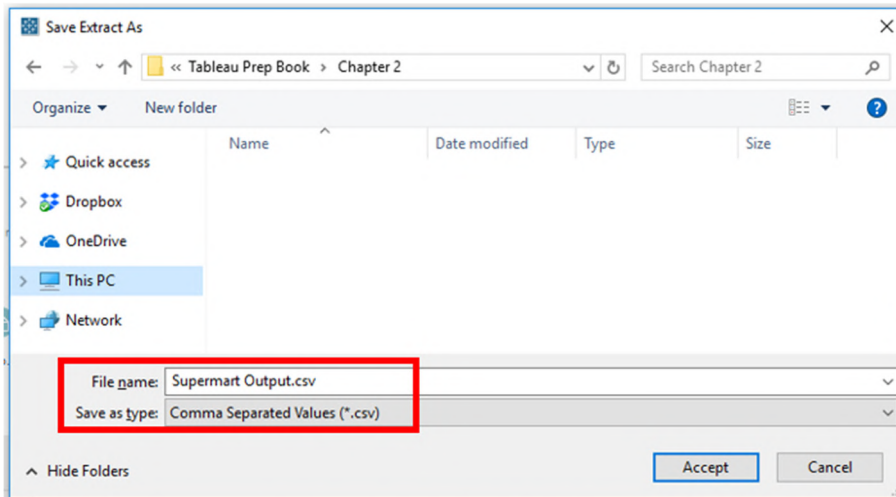 Save Extract As
« Tableau Prep Book › Chapter 2
Search Chapter 2
Organize
New folder
Name
Date modified
Type
Size
Quick access
Dropbox
OneDrive
This PC
Network
File name: Supermart Output.csv
Save as type: Comma Separated Values (*.csv)
Hide Folders
Accept
Cancel